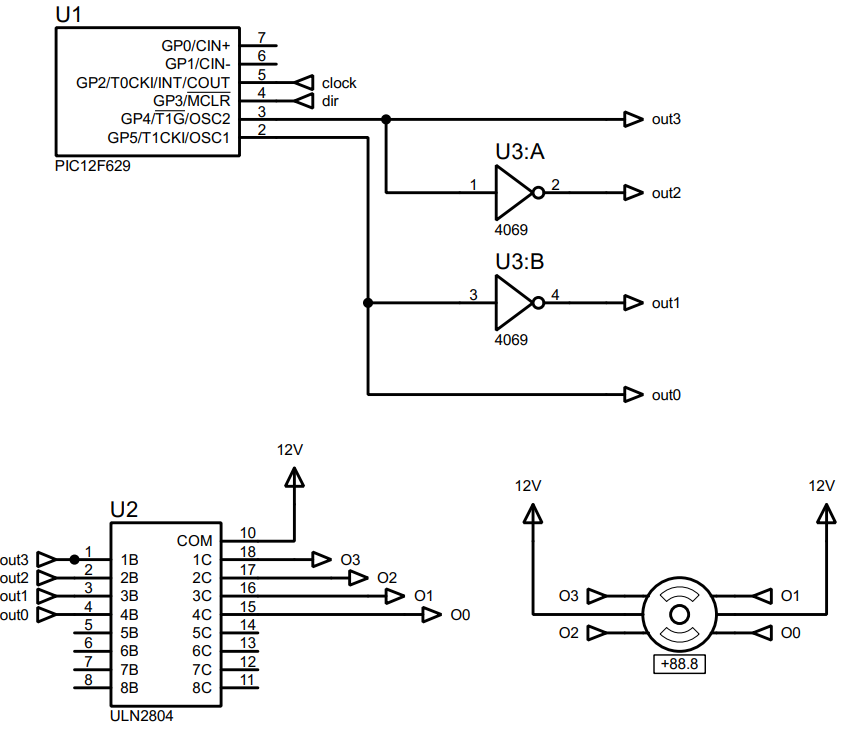 U1
GP0/CIN+ 7
GP1/CIN- 6
GP2/T0CKI/INT/COUT 5 clock
GP3/MCLR 4 dir
GP4/T1G/OSC2 3 out3
GP5/T1CKI/OSC1 2
PIC12F629
U3:A
1 2 out2
4069
U3:B
3 4 out1
4069
out0
12V
12V 12V
U2
COM 10
out3 1 1B 1C 18 O3
out2 2 2B 2C 17 O2
out1 3 3B 3C 16 O1
out0 4 4B 4C 15 O0
5 5B 5C 14
6 6B 6C 13
7 7B 7C 12
8 8B 8C 11
ULN2804
O3 O1
O2 O0
+88.8